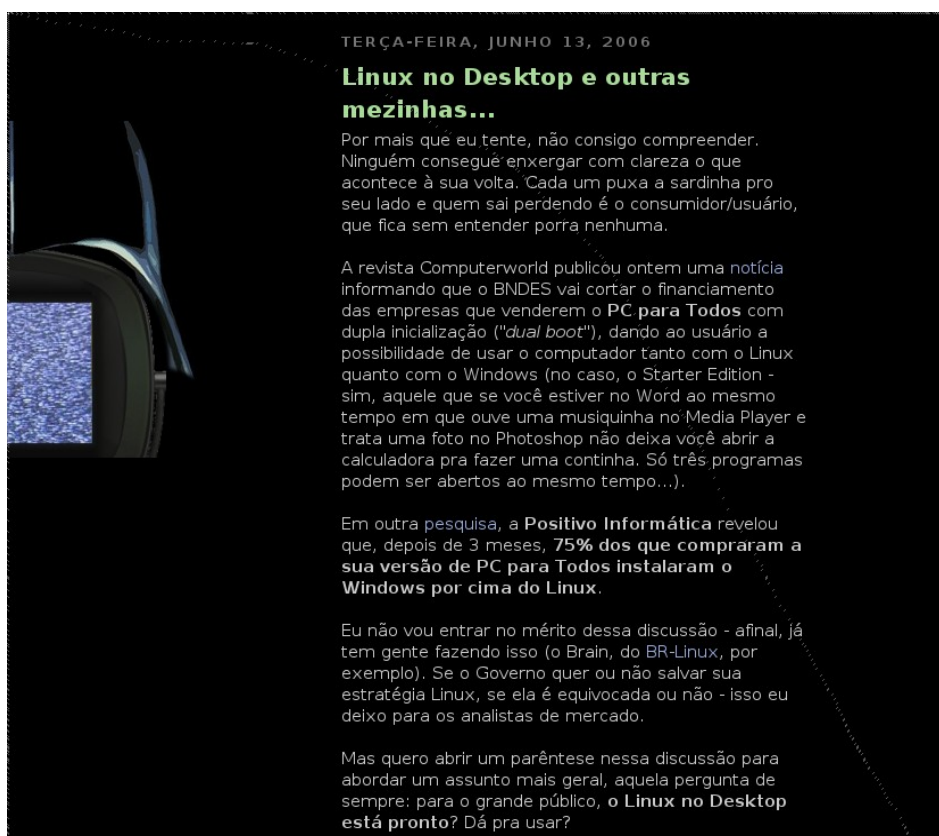 TERÇA-FEIRA, JUNHO 13, 2006
Linux no Desktop e outras
mezinhas...
Por mais que eu tente, não consigo compreender.
Ninguém consegue enxergar com clareza o que
acontece à sua volta. Cada um puxa a sardinha pro
seu lado e quem sai perdendo é o consumidor/usuário,
que fica sem entender porra nenhuma.
A revista Computerworld publicou ontem uma notícia
informando que o BNDES vai cortar o financiamento
das empresas que venderem o PC para Todos com
dupla inicialização ("dual boot"), dando ao usuário a
possibilidade de usar o computador tanto com o Linux
quanto com o Windows (no caso, o Starter Edition -
sim, aquele que se você estiver no Word ao mesmo
tempo em que ouve uma musiquinha no Media Player e
trata uma foto no Photoshop não deixa você abrir a
calculadora pra fazer uma continha. Só três programas
podem ser abertos ao mesmo tempo...).
Em outra pesquisa, a Positivo Informática revelou
que, depois de 3 meses, 75% dos que compraram a
sua versão de PC para Todos instalaram o
Windows por cima do Linux.
Eu não vou entrar no mérito dessa discussão - afinal, já
tem gente fazendo isso (o Brain, do BR-Linux, por
exemplo). Se o Governo quer ou não salvar sua
estratégia Linux, se ela é equivocada ou não - isso eu
deixo para os analistas de mercado.
Mas quero abrir um parêntese nessa discussão para
abordar um assunto mais geral, aquela pergunta de
sempre: para o grande público, o Linux no Desktop
está pronto? Dá pra usar?